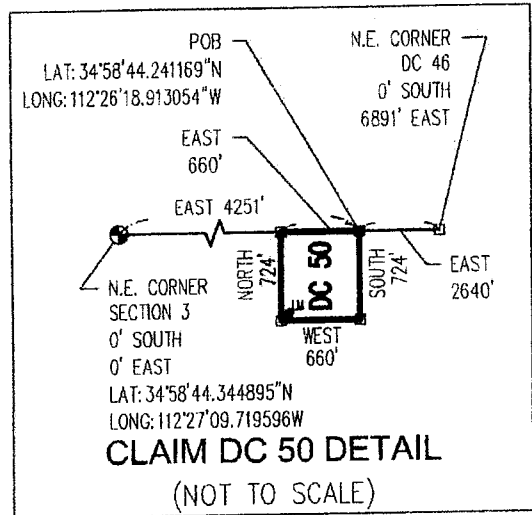 POB
LAT: 34°58'44.241169"N
LONG: 112°26'18.913054"W
N.E. CORNER
DC 46
0' SOUTH
6891' EAST
EAST
660'
EAST 4251'
NORTH
724'
DC 50
SOUTH
724'
EAST
2640'
WEST
660'
N.E. CORNER
SECTION 3
0' SOUTH
0' EAST
LAT: 34°58'44.344895"N
LONG: 112°27'09.719596W
CLAIM DC 50 DETAIL
(NOT TO SCALE)